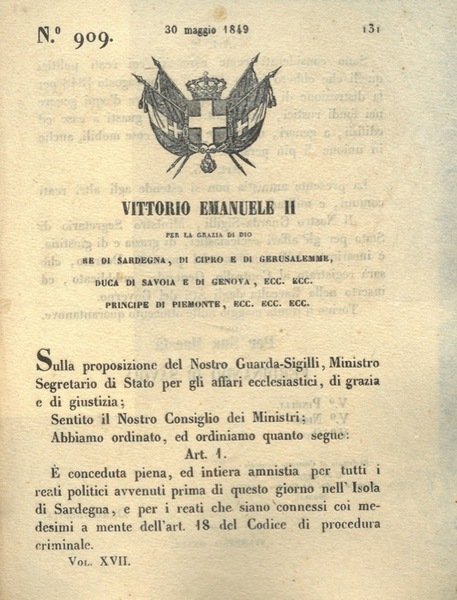 N.º 909.
30 maggio 1849
131
VITTORIO EMANUELE II
PER LA GRAZIA DI DIO
RE DI SARDEGNA, DI CIPRO E DI GERUSALEMME,
DUCA DI SAVOIA E DI GENOVA, ECC. ECC.
PRINCIPE DI PIEMONTE, ECC. ECC. ECC.
Sulla proposizione del Nostro Guarda-Sigilli, Ministro
Segretario di Stato per gli affari ecclesiastici, di grazia
e di giustizia;
Sentito il Nostro Consiglio dei Ministri;
Abbiamo ordinato, ed ordiniamo quanto segue:
Art. 1.
È conceduta piena, ed intiera amnistia per tutti i
reati politici avvenuti prima di questo giorno nell'Isola
di Sardegna, e per i reati che siano connessi coi me-
desimi a mente dell'art. 18 del Codice di procedura
criminale.
VOL. XVII.